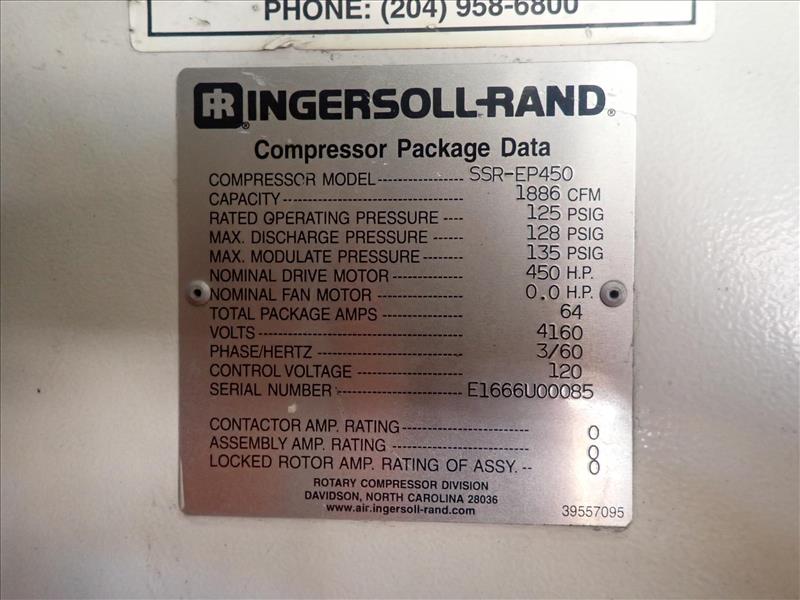 PHONE: (204) 958-6800
IR INGERSOLL-RAND®
Compressor Package Data
COMPRESSOR MODEL ---------------- SSR-EP450
CAPACITY ---------------------------------- 1886 CFM
RATED OPERATING PRESSURE ---- 125 PSIG
MAX. DISCHARGE PRESSURE ------ 128 PSIG
MAX. MODULATE PRESSURE -------- 135 PSIG
NOMINAL DRIVE MOTOR ------------- 450 H.P.
NOMINAL FAN MOTOR ---------------- 0.0 H.P.
TOTAL PACKAGE AMPS --------------- 64
VOLTS -------------------------------------- 4160
PHASE/HERTZ --------------------------- 3/60
CONTROL VOLTAGE ------------------- 120
SERIAL NUMBER ----------------------- E1666U00085
CONTACTOR AMP. RATING ------------------------- 0
ASSEMBLY AMP. RATING --------------------------- 0
LOCKED ROTOR AMP. RATING OF ASSY. -- 0
ROTARY COMPRESSOR DIVISION
DAVIDSON, NORTH CAROLINA 28036
www.air.ingersoll-rand.com
39557095